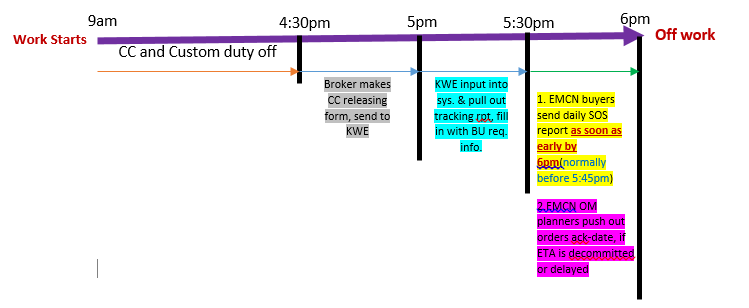 9am
4:30pm
5pm
5:30pm
6pm
Work Starts
Off work
CC and Custom duty off
Broker makes
CC releasing
form, send to
KWE
KWE input into
sys. & pull out
tracking rpt, fill
in with BU req.
info.
1. EMCN buyers
send daily SOS
report as soon as
early by
6pm(normally
before 5:45pm)
2.EMCN OM
planners push out
orders ack-date, if
ETA is decommitted
or delayed